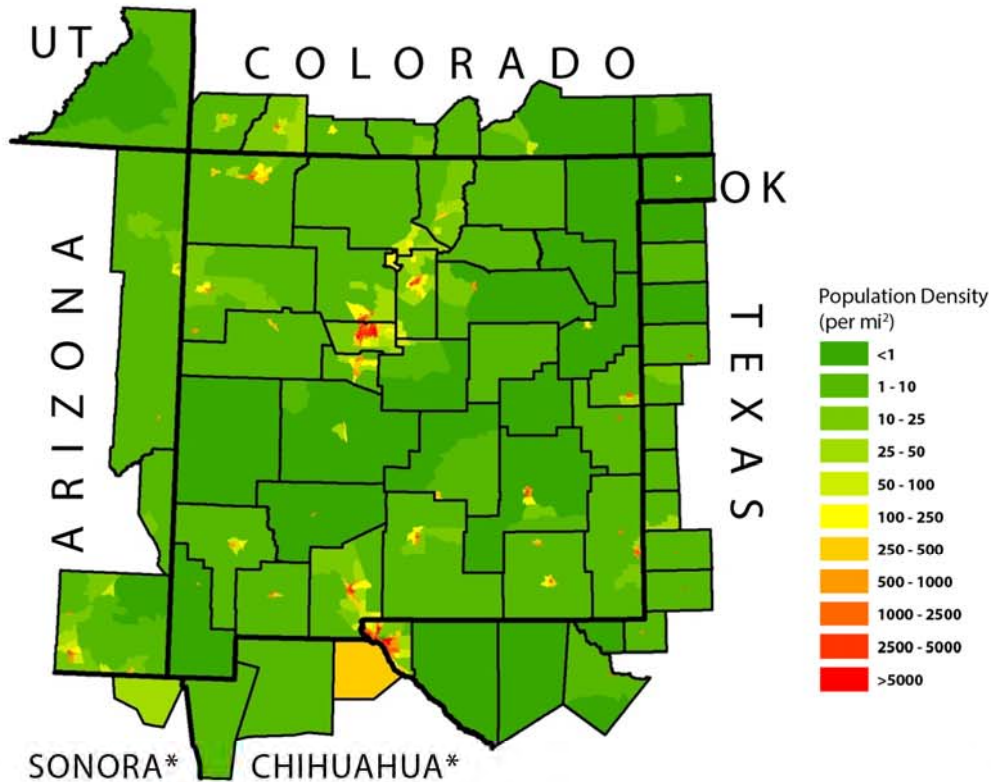 UT
COLORADO
OK
ARIZONA
TEXAS
Population Density
(per mi²)
<1
1 - 10
10 - 25
25 - 50
50 - 100
100 - 250
250 - 500
500 - 1000
1000 - 2500
2500 - 5000
>5000
SONORA*
CHIHUAHUA*